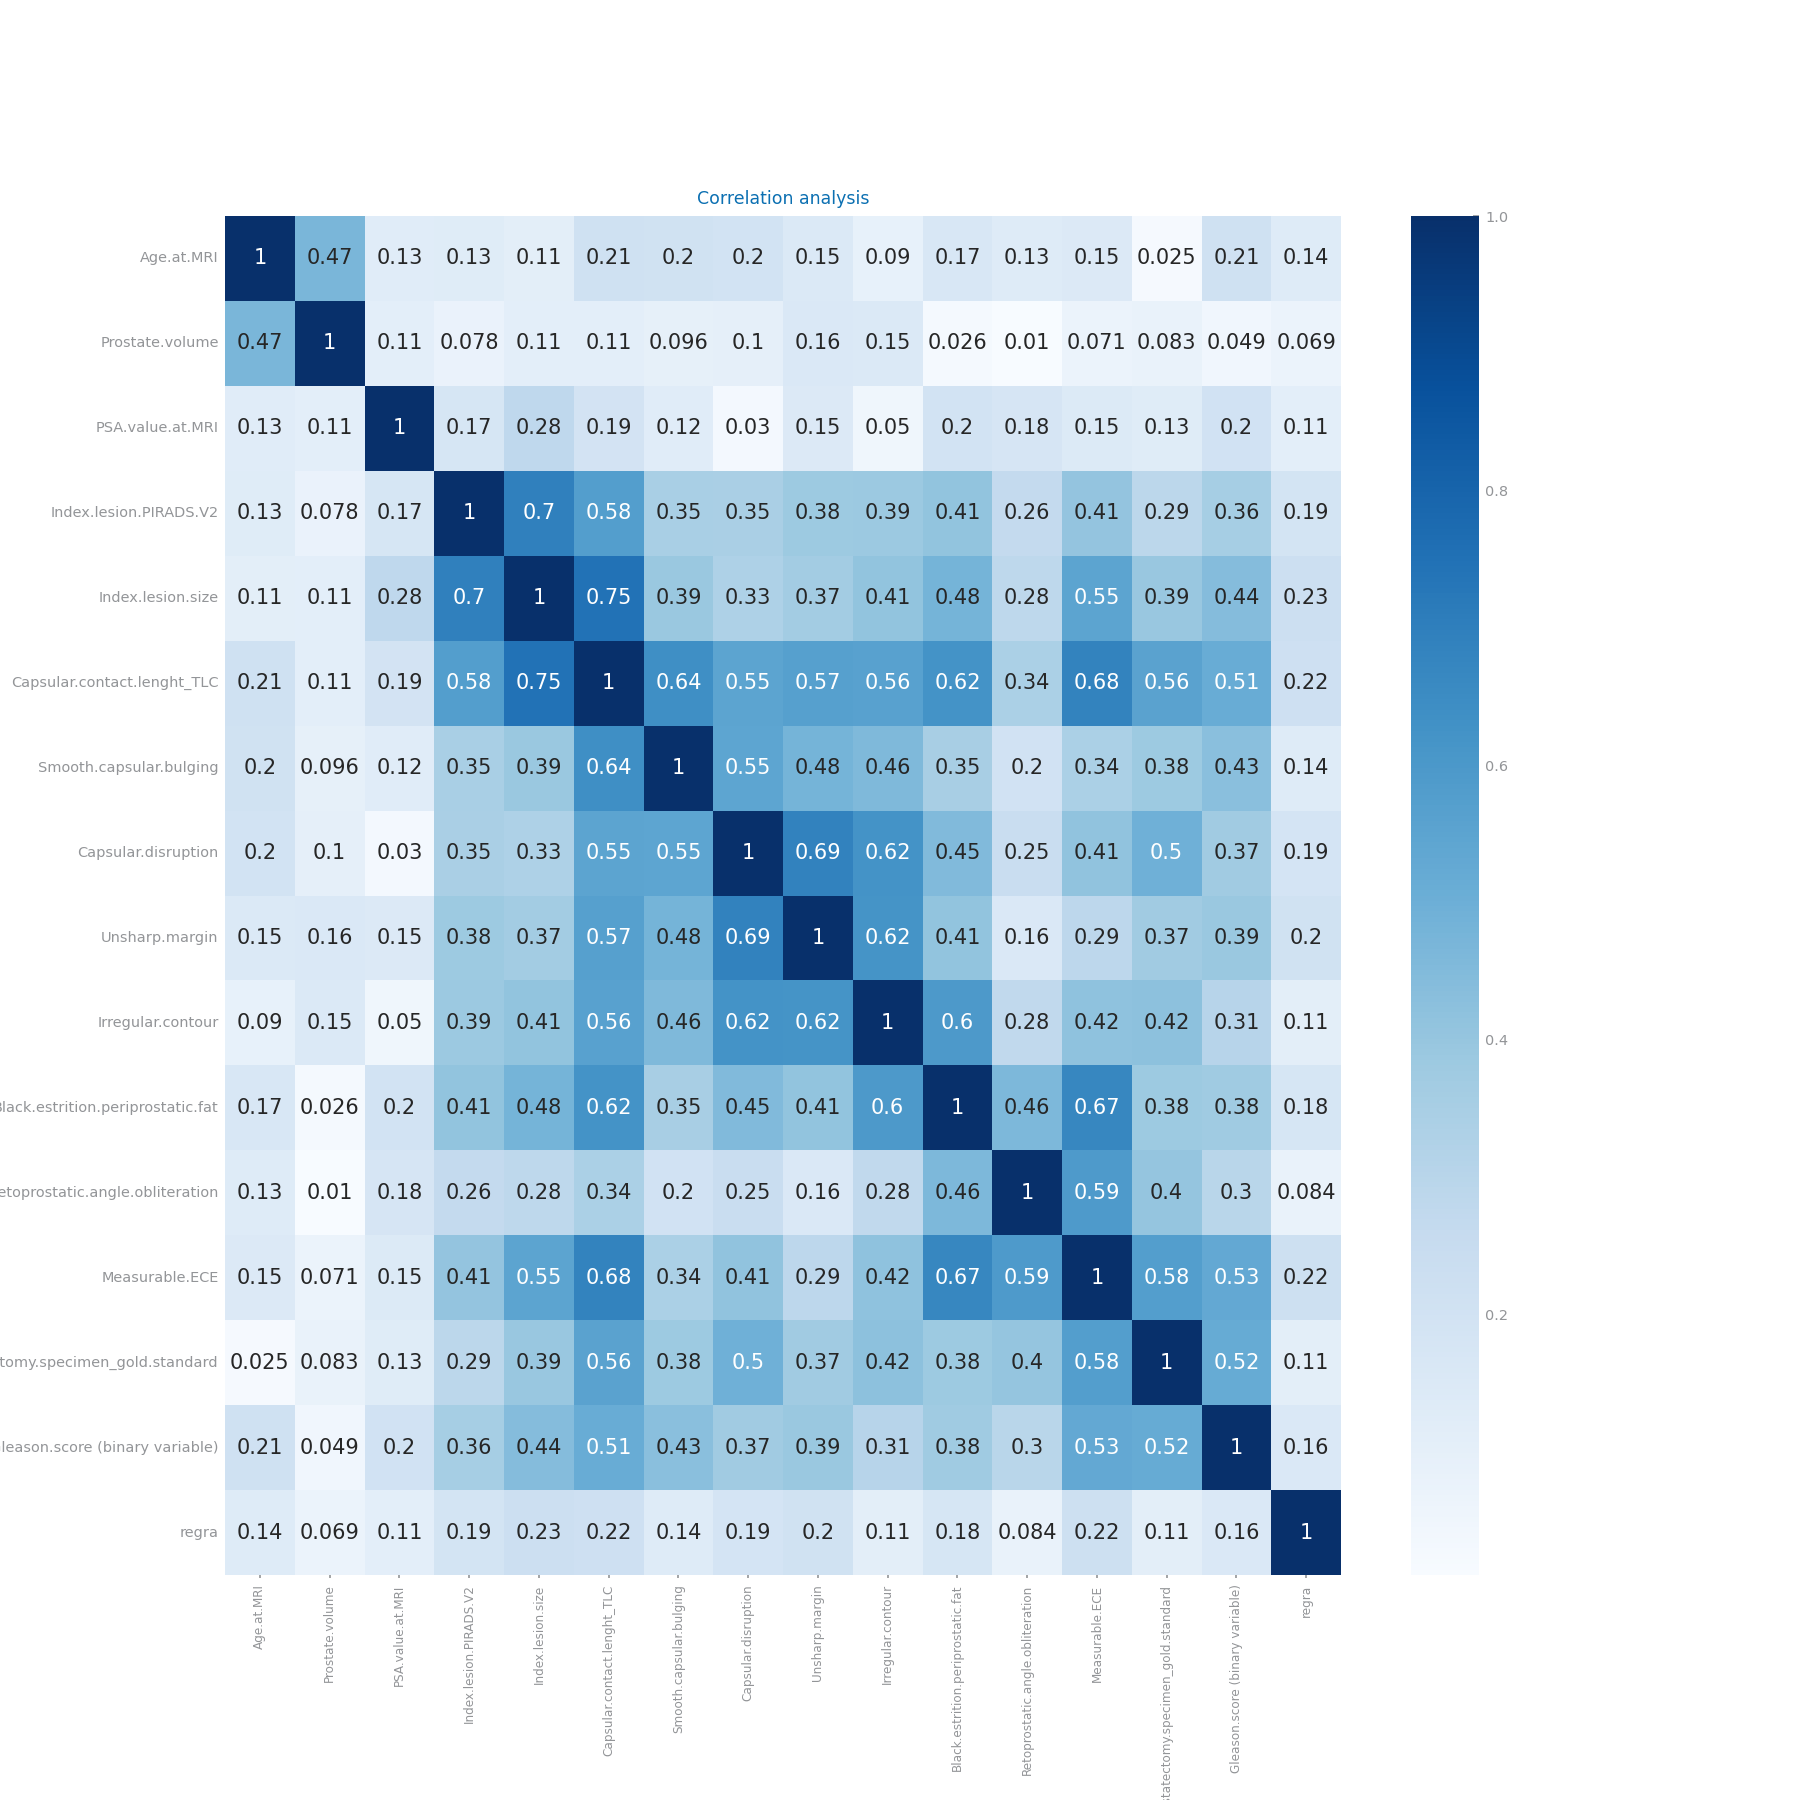 Correlation analysis
Age.at.MRI 1 0.47 0.13 0.13 0.11 0.21 0.2 0.2 0.15 0.09 0.17 0.13 0.15 0.025 0.21 0.14
Prostate.volume 0.47 1 0.11 0.078 0.11 0.11 0.096 0.1 0.16 0.15 0.026 0.01 0.071 0.083 0.049 0.069
PSA.value.at.MRI 0.13 0.11 1 0.17 0.28 0.19 0.12 0.03 0.15 0.05 0.2 0.18 0.15 0.13 0.2 0.11
Index.lesion.PIRADS.V2 0.13 0.078 0.17 1 0.7 0.58 0.35 0.35 0.38 0.39 0.41 0.26 0.41 0.29 0.36 0.19
Index.lesion.size 0.11 0.11 0.28 0.7 1 0.75 0.39 0.33 0.37 0.41 0.48 0.28 0.55 0.39 0.44 0.23
Capsular.contact.lenght_TLC 0.21 0.11 0.19 0.58 0.75 1 0.64 0.55 0.57 0.56 0.62 0.34 0.68 0.56 0.51 0.22
Smooth.capsular.bulging 0.2 0.096 0.12 0.35 0.39 0.64 1 0.55 0.48 0.46 0.35 0.2 0.34 0.38 0.43 0.14
Capsular.disruption 0.2 0.1 0.03 0.35 0.33 0.55 0.55 1 0.69 0.62 0.45 0.25 0.41 0.5 0.37 0.19
Unsharp.margin 0.15 0.16 0.15 0.38 0.37 0.57 0.48 0.69 1 0.62 0.41 0.16 0.29 0.37 0.39 0.2
Irregular.contour 0.09 0.15 0.05 0.39 0.41 0.56 0.46 0.62 0.62 1 0.6 0.28 0.42 0.42 0.31 0.11
lack.estrition.periprostatic.fat 0.17 0.026 0.2 0.41 0.48 0.62 0.35 0.45 0.41 0.6 1 0.46 0.67 0.38 0.38 0.18
etoprostatic.angle.obliteration 0.13 0.01 0.18 0.26 0.28 0.34 0.2 0.25 0.16 0.28 0.46 1 0.59 0.4 0.3 0.084
Measurable.ECE 0.15 0.071 0.15 0.41 0.55 0.68 0.34 0.41 0.29 0.42 0.67 0.59 1 0.58 0.53 0.22
tomy.specimen_gold.standard 0.025 0.083 0.13 0.29 0.39 0.56 0.38 0.5 0.37 0.42 0.38 0.4 0.58 1 0.52 0.11
leason.score (binary variable) 0.21 0.049 0.2 0.36 0.44 0.51 0.43 0.37 0.39 0.31 0.38 0.3 0.53 0.52 1 0.16
regra 0.14 0.069 0.11 0.19 0.23 0.22 0.14 0.19 0.2 0.11 0.18 0.084 0.22 0.11 0.16 1
Age.at.MRI
Prostate.volume
PSA.value.at.MRI
Index.lesion.PIRADS.V2
Index.lesion.size
Capsular.contact.lenght_TLC
Smooth.capsular.bulging
Capsular.disruption
Unsharp.margin
Irregular.contour
Black.estrition.periprostatic.fat
Retoprostatic.angle.obliteration
Measurable.ECE
statectomy.specimen_gold.standard
Gleason.score (binary variable)
regra
1.0
0.8
0.6
0.4
0.2